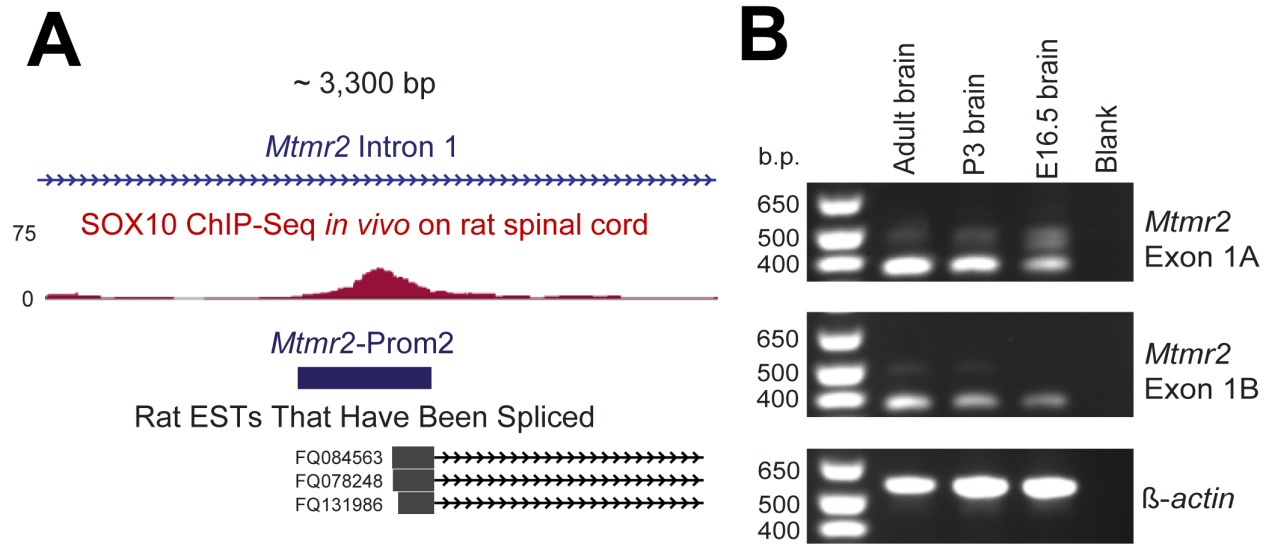 A
~ 3,300 bp
Mtmr2 Intron 1
SOX10 ChIP-Seq in vivo on rat spinal cord
75
0
Mtmr2-Prom2
Rat ESTs That Have Been Spliced
FQ084563
FQ078248
FQ131986
B
b.p.
Adult brain
P3 brain
E16.5 brain
Blank
650
500
400
Mtmr2
Exon 1A
650
500
400
Mtmr2
Exon 1B
650
500
400
ß-actin